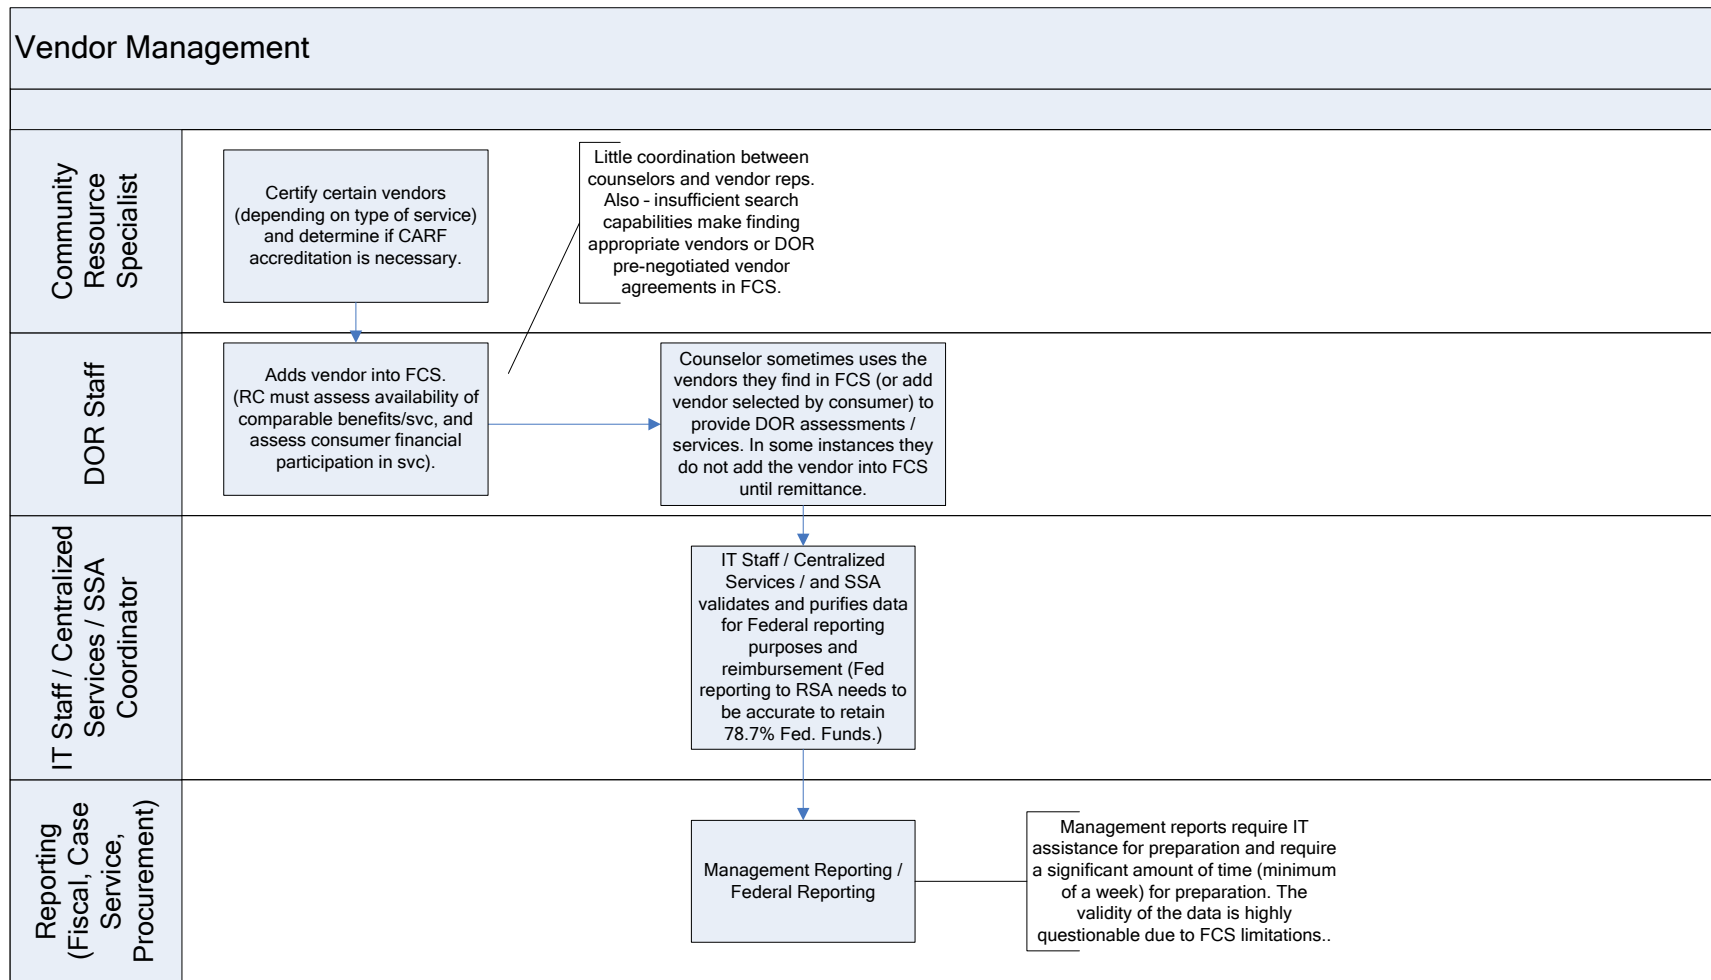 Vendor Management
Community
Resource
Specialist
Certify certain vendors
(depending on type of service)
and determine if CARF
accreditation is necessary.
Little coordination between
counselors and vendor reps.
Also - insufficient search
capabilities make finding
appropriate vendors or DOR
pre-negotiated vendor
agreements in FCS.
DOR Staff
Adds vendor into FCS.
(RC must assess availability of
comparable benefits/svc, and
assess consumer financial
participation in svc).
Counselor sometimes uses the
vendors they find in FCS (or add
vendor selected by consumer) to
provide DOR assessments /
services. In some instances they
do not add the vendor into FCS
until remittance.
IT Staff / Centralized
Services / SSA
Coordinator
IT Staff / Centralized
Services / and SSA
validates and purifies data
for Federal reporting
purposes and
reimbursement (Fed
reporting to RSA needs to
be accurate to retain
78.7% Fed. Funds.)
Reporting
(Fiscal, Case
Service,
Procurement)
Management Reporting /
Federal Reporting
Management reports require IT
assistance for preparation and require
a significant amount of time (minimum
of a week) for preparation. The
validity of the data is highly
questionable due to FCS limitations..